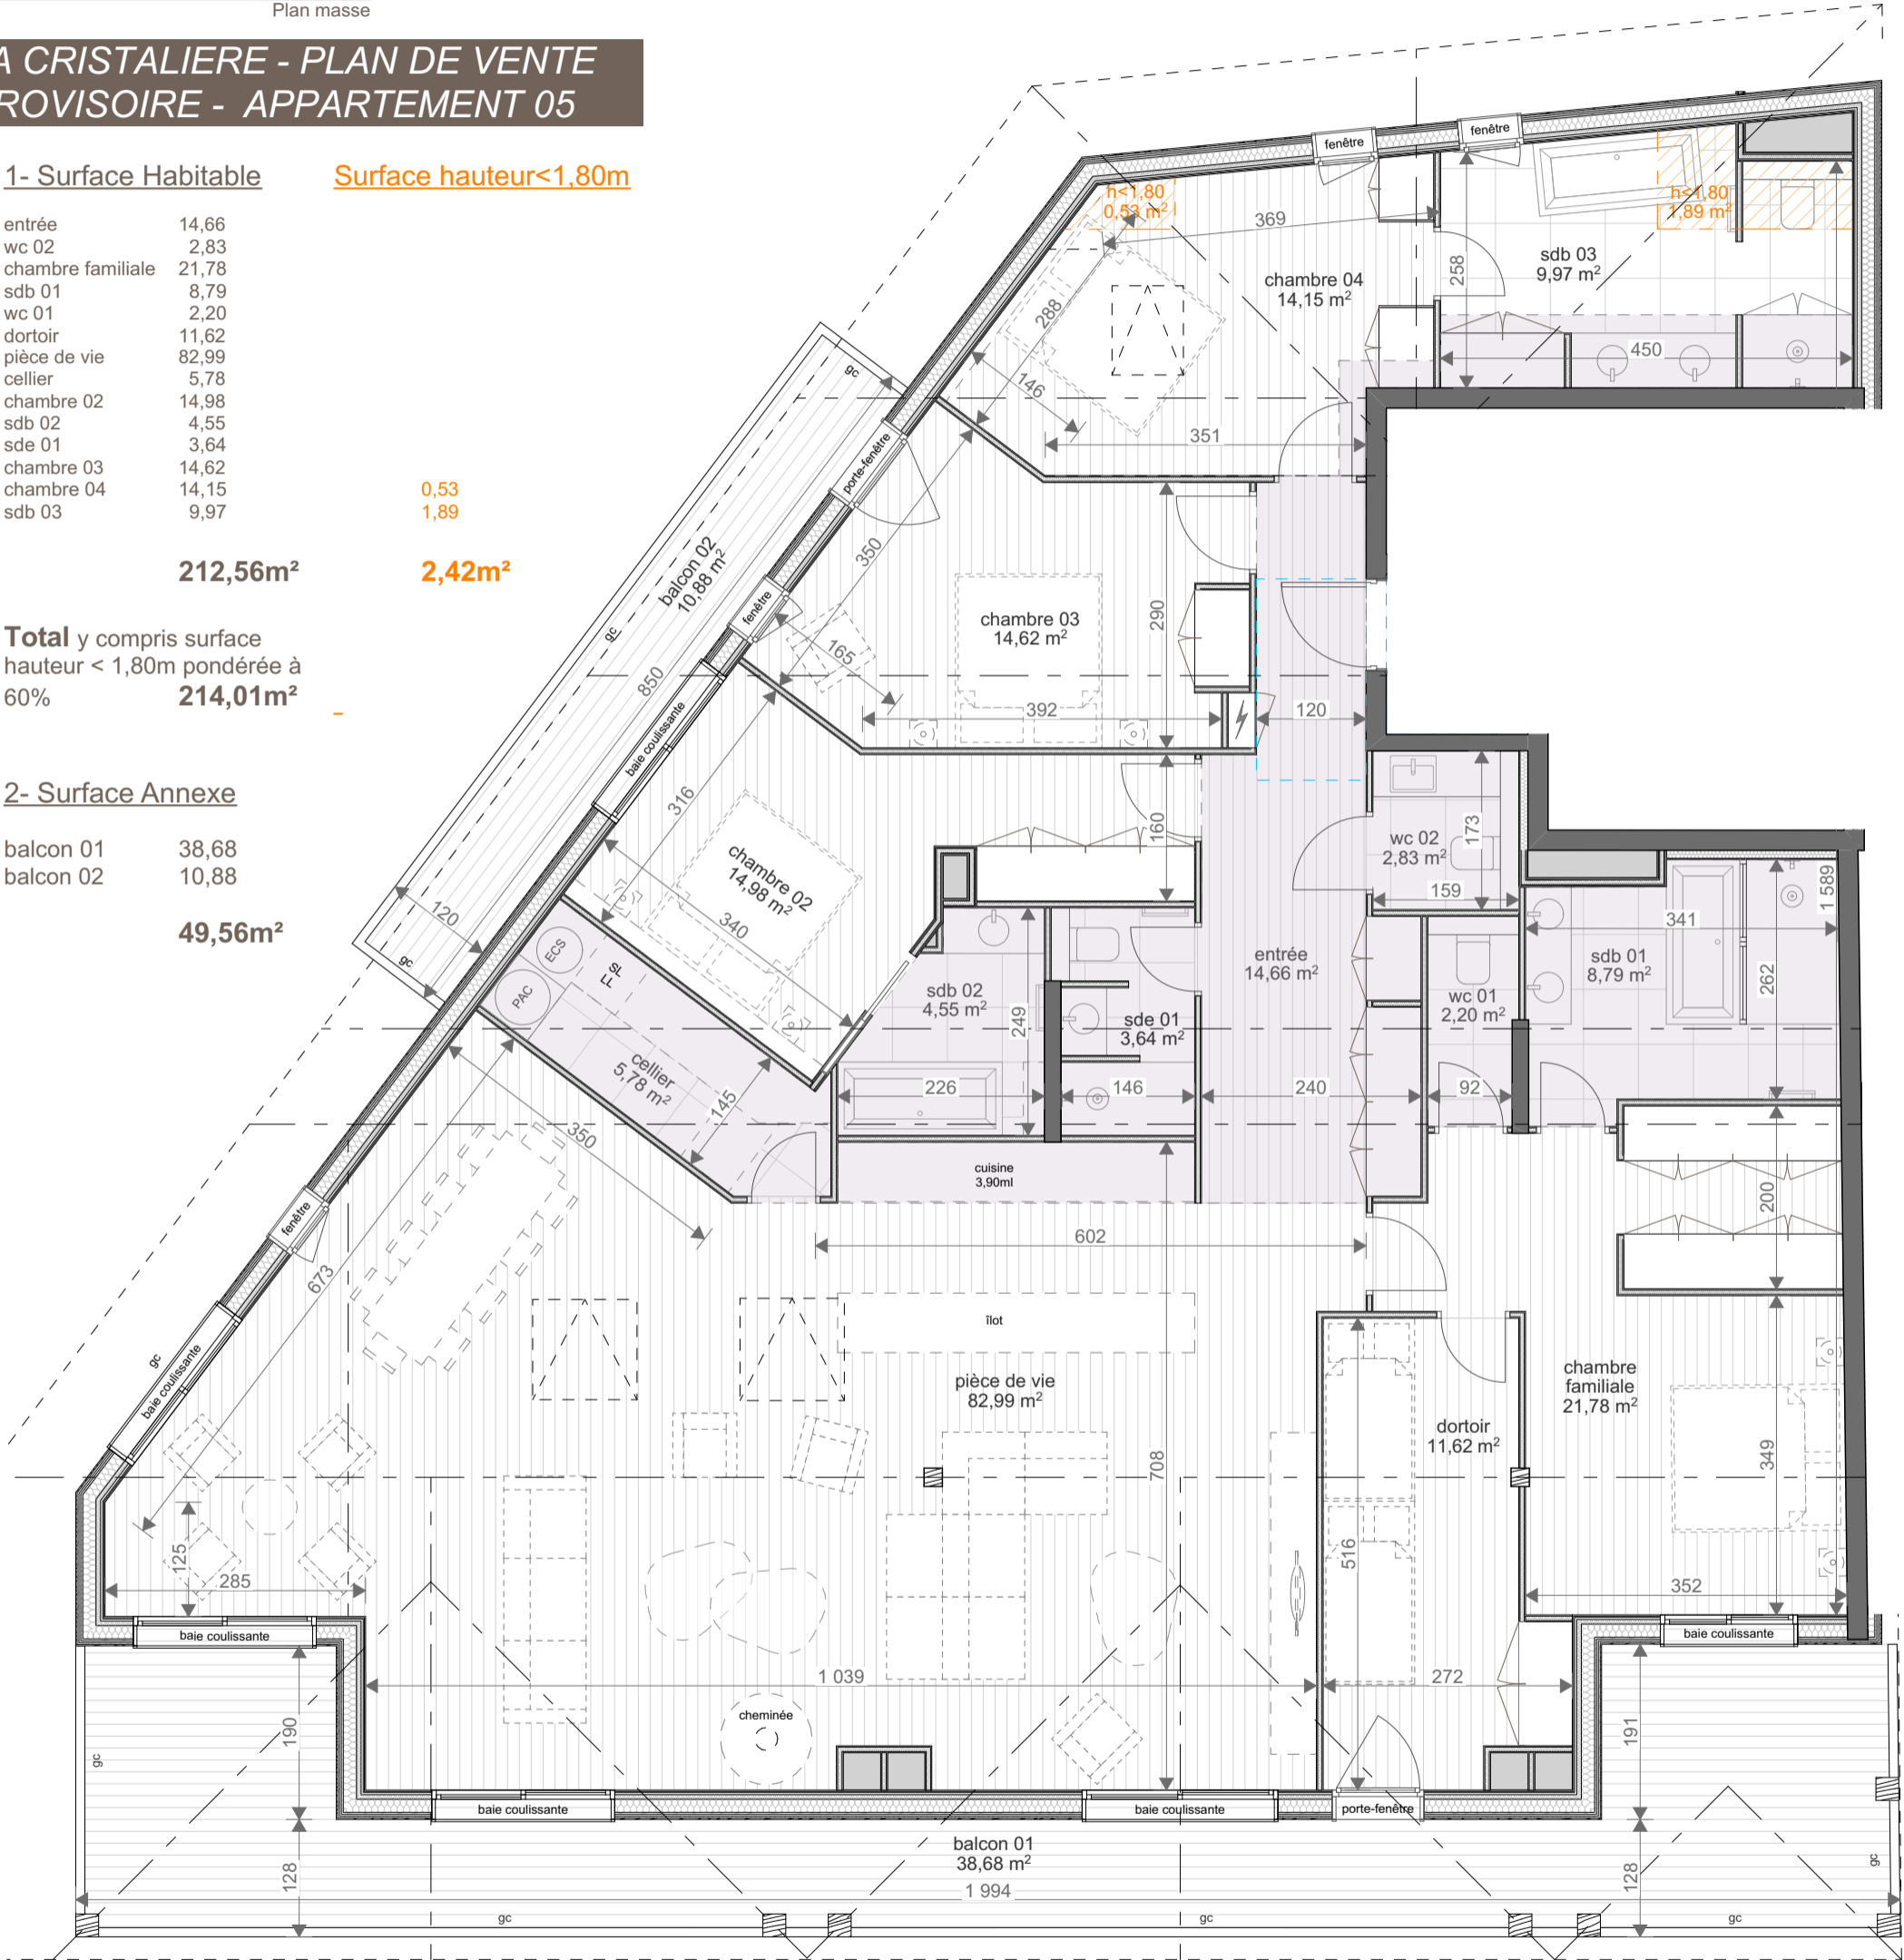 Plan masse
A CRISTALIERE - PLAN DE VENTE
ROVISOIRE - APPARTEMENT 05
1- Surface Habitable
Surface hauteur<1,80m
entrée 14,66
wc 02 2,83
chambre familiale 21,78
sdb 01 8,79
wc 01 2,20
dortoir 11,62
pièce de vie 82,99
cellier 5,78
chambre 02 14,98
sdb 02 4,55
sde 01 3,64
chambre 03 14,62
chambre 04 14,15 0,53
sdb 03 9,97 1,89
212,56m² 2,42m²
Total y compris surface
hauteur < 1,80m pondérée à
60% 214,01m²
2- Surface Annexe
balcon 01 38,68
balcon 02 10,88
49,56m²
fenêtre
fenêtre
h<1,80
0,53 m²
h<1,80
1,89 m²
369
258
sdb 03
9,97 m²
chambre 04
14,15 m²
288
450
146
351
gc
porte-fenêtre
350
balcon 02
10,88 m²
gc
fenêtre
chambre 03
14,62 m²
290
165
850
392
120
baie coulissante
316
160
wc 02
2,83 m²
173
159
chambre 02
14,98 m²
340
120
gc
1 589
341
sdb 01
8,79 m²
262
entrée
14,66 m²
ECS
PAC
SL
LL
sdb 02
4,55 m²
249
sde 01
3,64 m²
wc 01
2,20 m²
cellier
5,78 m²
145
226
146
240
92
350
cuisine
3,90ml
200
fenêtre
673
602
îlot
gc
baie coulissante
pièce de vie
82,99 m²
chambre
familiale
21,78 m²
dortoir
11,62 m²
708
349
125
516
285
352
baie coulissante
baie coulissante
1 039
272
cheminée
190
191
gc
baie coulissante
baie coulissante
porte-fenêtre
balcon 01
38,68 m²
128
128
gc
1 994
gc
gc
gc